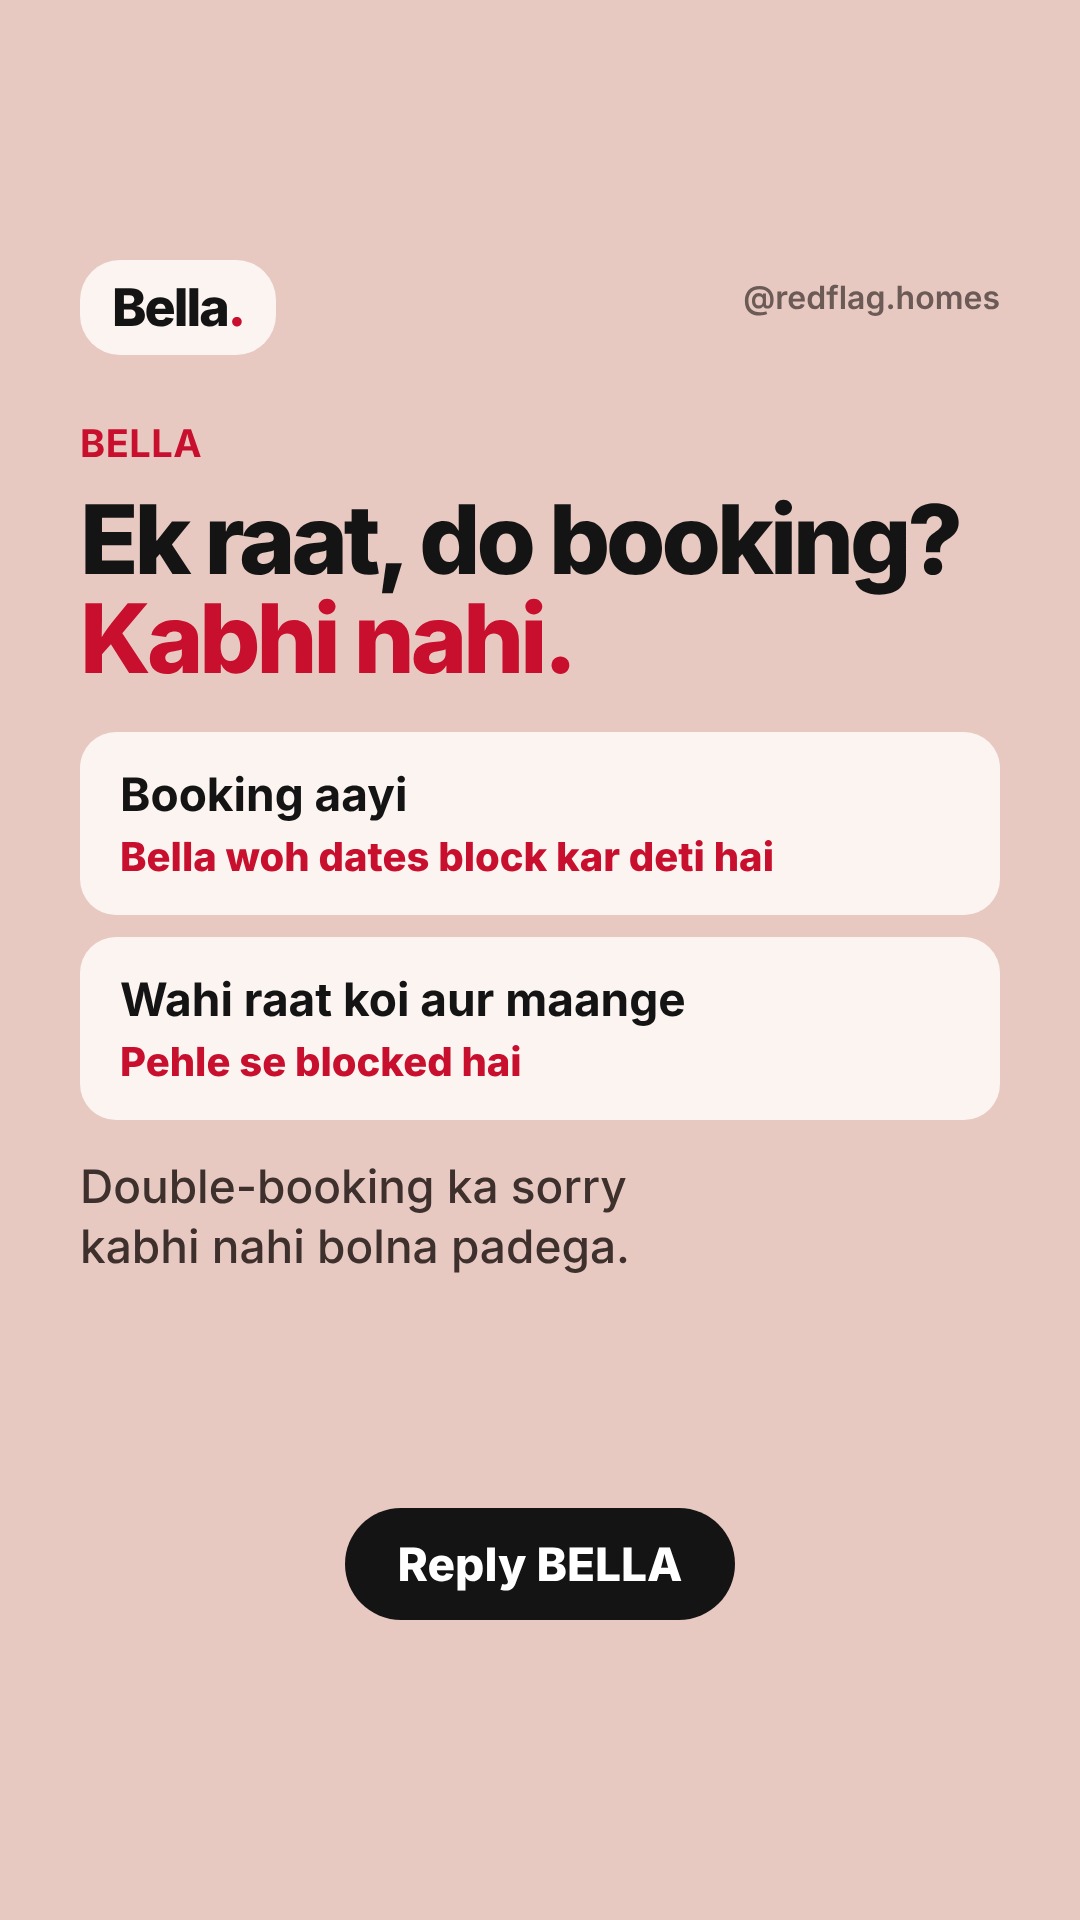 Bella.
@redflag.homes
BELLA
Ek raat, do booking?
Kabhi nahi.
Booking aayi
Bella woh dates block kar deti hai
Wahi raat koi aur maange
Pehle se blocked hai
Double-booking ka sorry
kabhi nahi bolna padega.
Reply BELLA